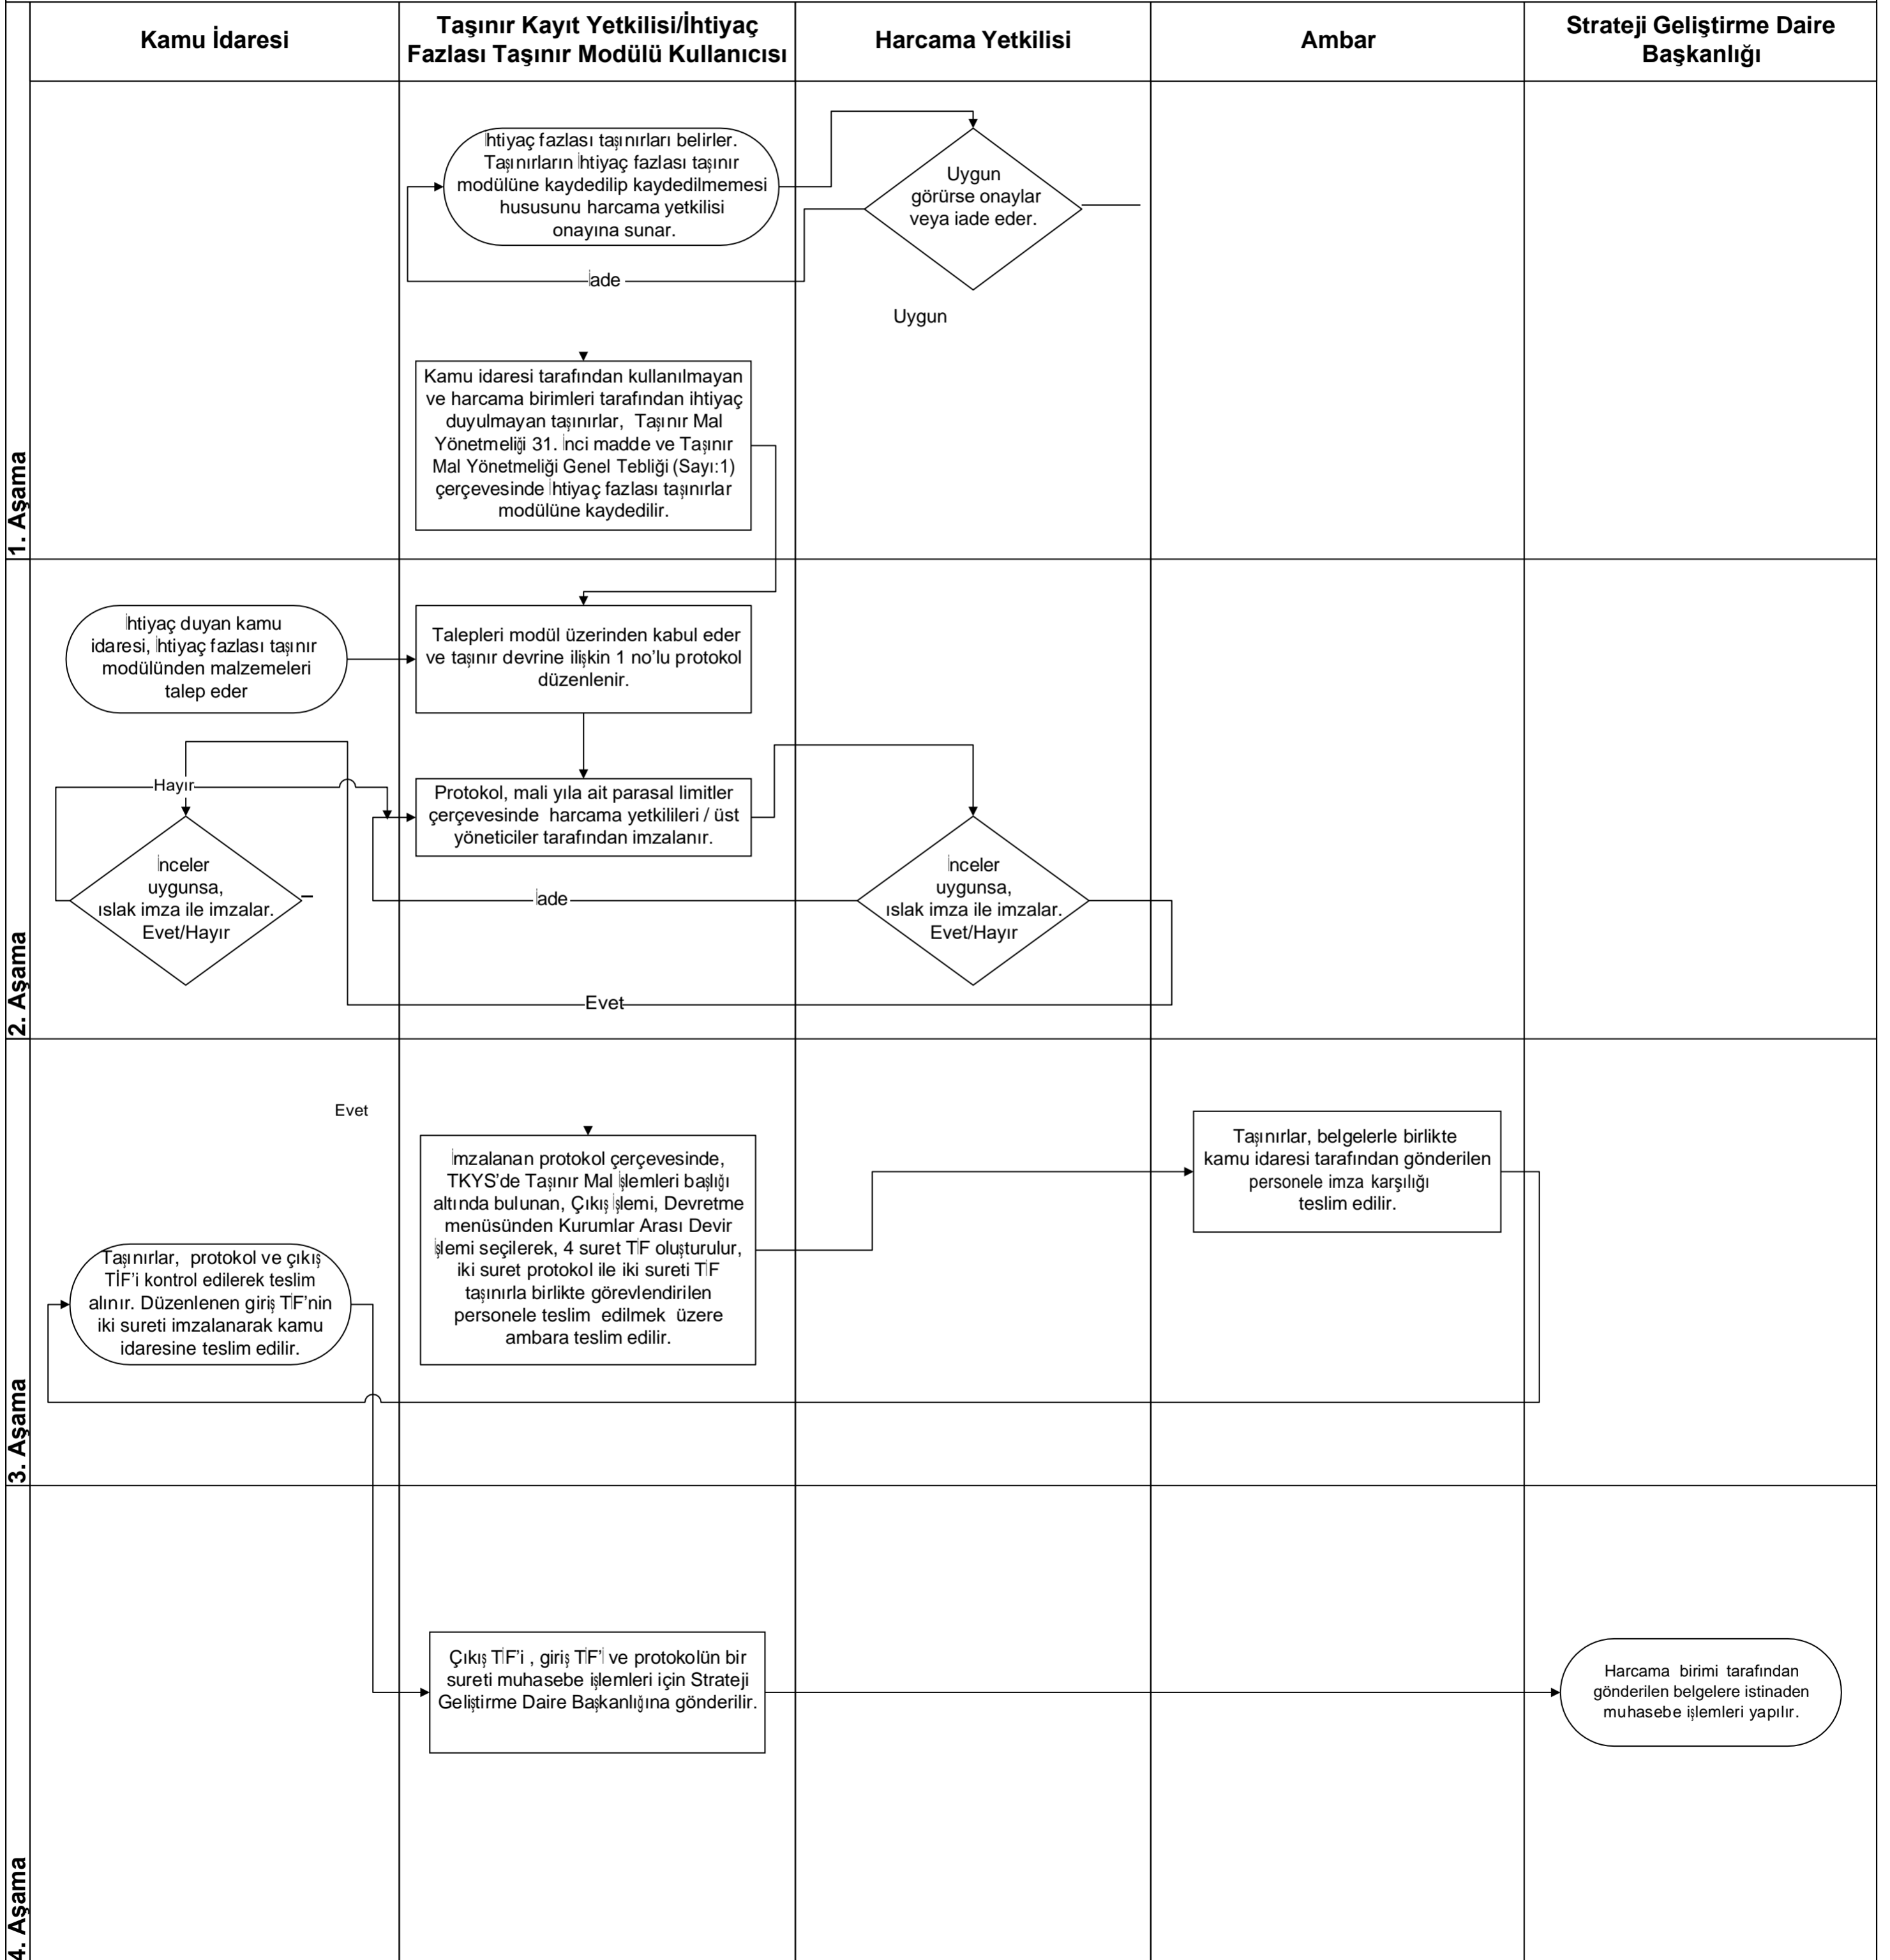 Kamu İdaresi
Taşınır Kayıt Yetkilisi/İhtiyaç
Fazlası Taşınır Modülü Kullanıcısı
Harcama Yetkilisi
Ambar
Strateji Geliştirme Daire
Başkanlığı
1. Aşama
İhtiyaç fazlası taşınırları belirler.
Taşınırların İhtiyaç fazlası taşınır
modülüne kaydedilip kaydedilmemesi
hususunu harcama yetkilisi
onayına sunar.
Uygun
görürse onaylar
veya iade eder.
İade
Uygun
Kamu idaresi tarafından kullanılmayan
ve harcama birimleri tarafından ihtiyaç
duyulmayan taşınırlar, Taşınır Mal
Yönetmeliği 31. İnci madde ve Taşınır
Mal Yönetmeliği Genel Tebliği (Sayı:1)
çerçevesinde İhtiyaç fazlası taşınırlar
modülüne kaydedilir.
2. Aşama
İhtiyaç duyan kamu
idaresi, İhtiyaç fazlası taşınır
modülünden malzemeleri
talep eder
Talepleri modül üzerinden kabul eder
ve taşınır devrine ilişkin 1 no’lu protokol
düzenlenir.
Hayır
Protokol, mali yıla ait parasal limitler
çerçevesinde harcama yetkilileri / üst
yöneticiler tarafından imzalanır.
İnceler
uygunsa,
ıslak imza ile imzalar.
Evet/Hayır
İade
İnceler
uygunsa,
ıslak imza ile imzalar.
Evet/Hayır
Evet
3. Aşama
Evet
İmzalanan protokol çerçevesinde,
TKYS’de Taşınır Mal İşlemleri başlığı
altında bulunan, Çıkış İşlemi, Devretme
menüsünden Kurumlar Arası Devir
İşlemi seçilerek, 4 suret TİF oluşturulur,
iki suret protokol ile iki sureti TİF
taşınırla birlikte görevlendirilen
personele teslim edilmek üzere
ambara teslim edilir.
Taşınırlar, belgelerle birlikte
kamu idaresi tarafından gönderilen
personele imza karşılığı
teslim edilir.
Taşınırlar, protokol ve çıkış
TİF’i kontrol edilerek teslim
alınır. Düzenlenen giriş TİF’nin
iki sureti imzalanarak kamu
idaresine teslim edilir.
4. Aşama
Çıkış TİF’i , giriş TİF’İ ve protokolün bir
sureti muhasebe işlemleri için Strateji
Geliştirme Daire Başkanlığına gönderilir.
Harcama birimi tarafından
gönderilen belgelere istinaden
muhasebe işlemleri yapılır.